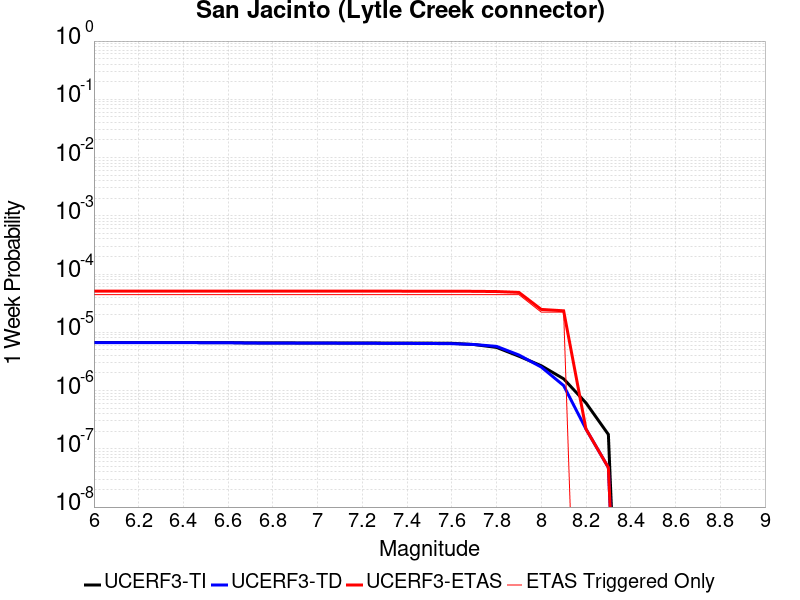 San Jacinto (Lytle Creek connector)
10^0
10^-1
10^-2
10^-3
10^-4
10^-5
10^-6
10^-7
10^-8
1 Week Probability
6 6.2 6.4 6.6 6.8 7 7.2 7.4 7.6 7.8 8 8.2 8.4 8.6 8.8 9
Magnitude
UCERF3-TI UCERF3-TD UCERF3-ETAS ETAS Triggered Only